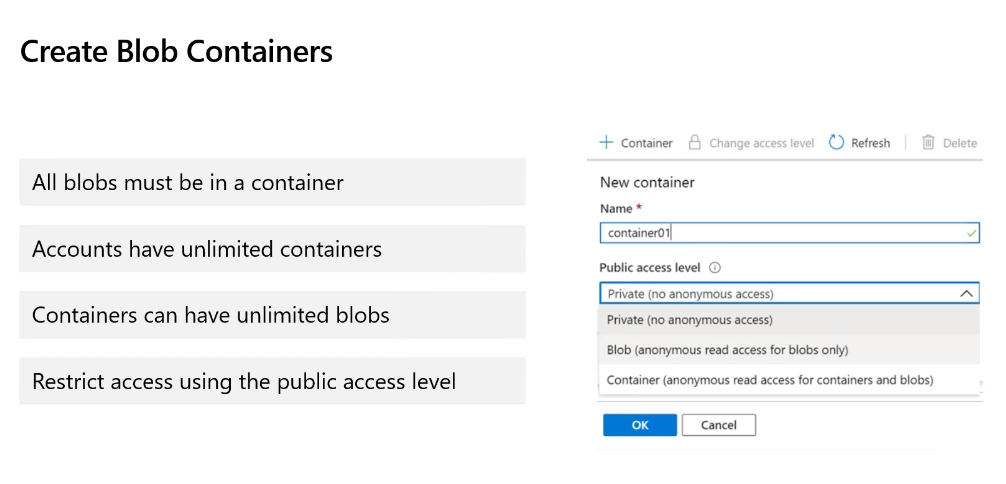 Create Blob Containers
All blobs must be in a container
Accounts have unlimited containers
Containers can have unlimited blobs
Restrict access using the public access level
Container Change access level Refresh Delete
New container
Name *
container01
Public access level
Private (no anonymous access)
Private (no anonymous access)
Blob (anonymous read access for blobs only)
Container (anonymous read access for containers and blobs)
OK Cancel